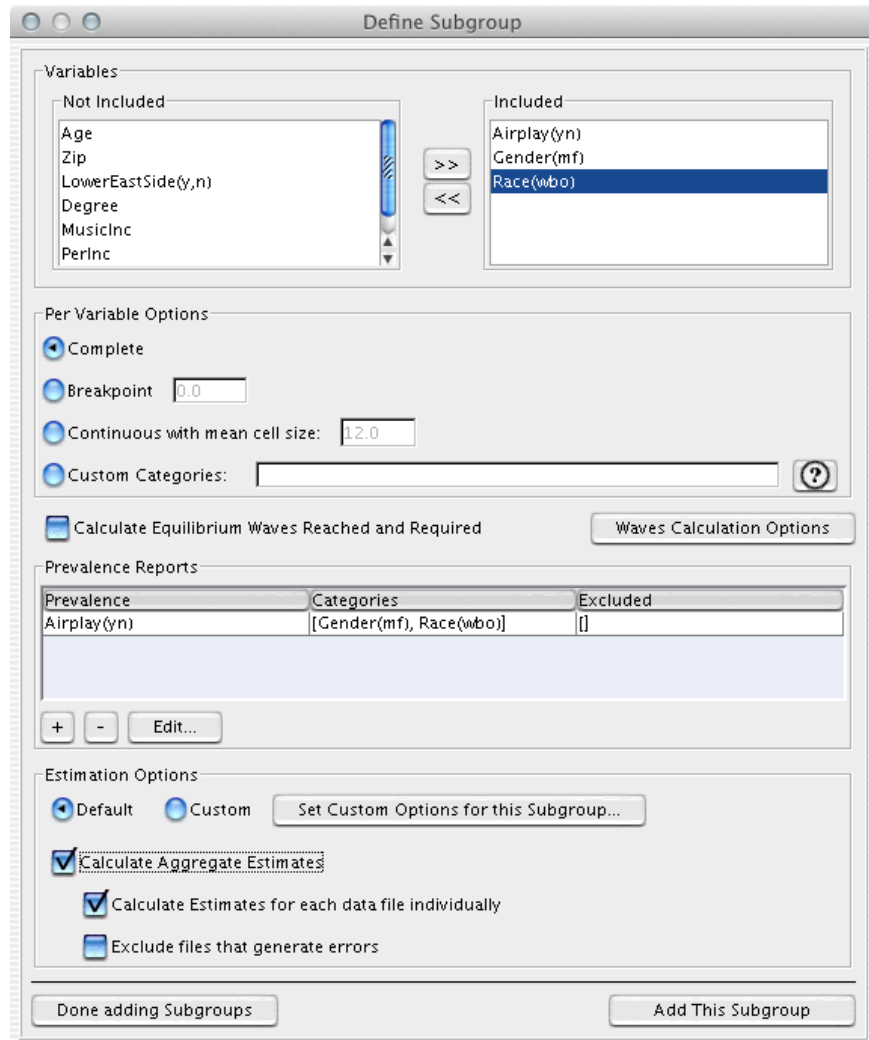 Define Subgroup
Variables
Not Included
Age
Zip
LowerEastSide(y,n)
Degree
MusicInc
PerInc
>>
<<
Included
Airplay(yn)
Gender(mf)
Race(wbo)
Per Variable Options
Complete
Breakpoint 0.0
Continuous with mean cell size: 12.0
Custom Categories: ?
Calculate Equilibrium Waves Reached and Required Waves Calculation Options
Prevalence Reports
Prevalence Categories Excluded
Airplay(yn) [Gender(mf), Race(wbo)] []
+ - Edit...
Estimation Options
Default Custom Set Custom Options for this Subgroup...
Calculate Aggregate Estimates
Calculate Estimates for each data file individually
Exclude files that generate errors
Done adding Subgroups Add This Subgroup